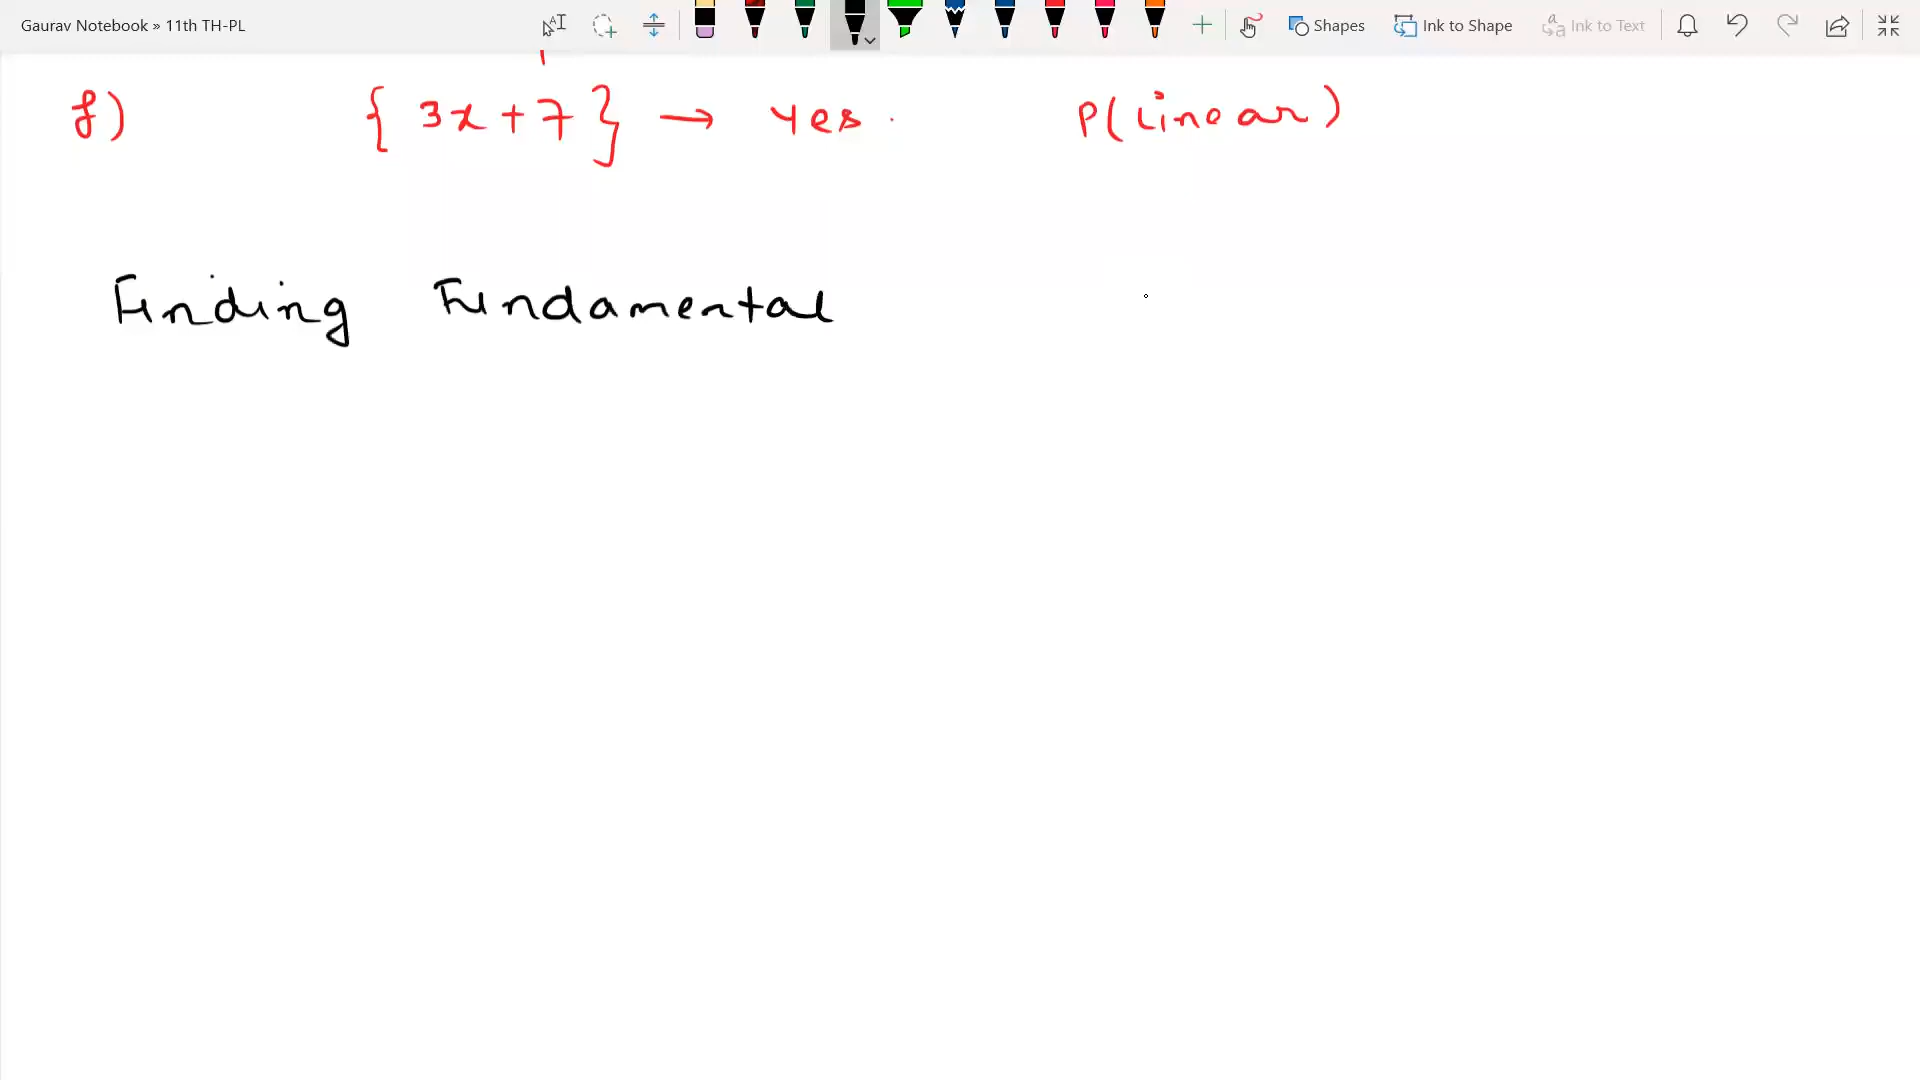 Gaurav Notebook » 11th TH-PL
Shapes
Ink to Shape
Ink to Text
f) { 3x + 7 } → Yes. P(Linear)
Finding Fundamental